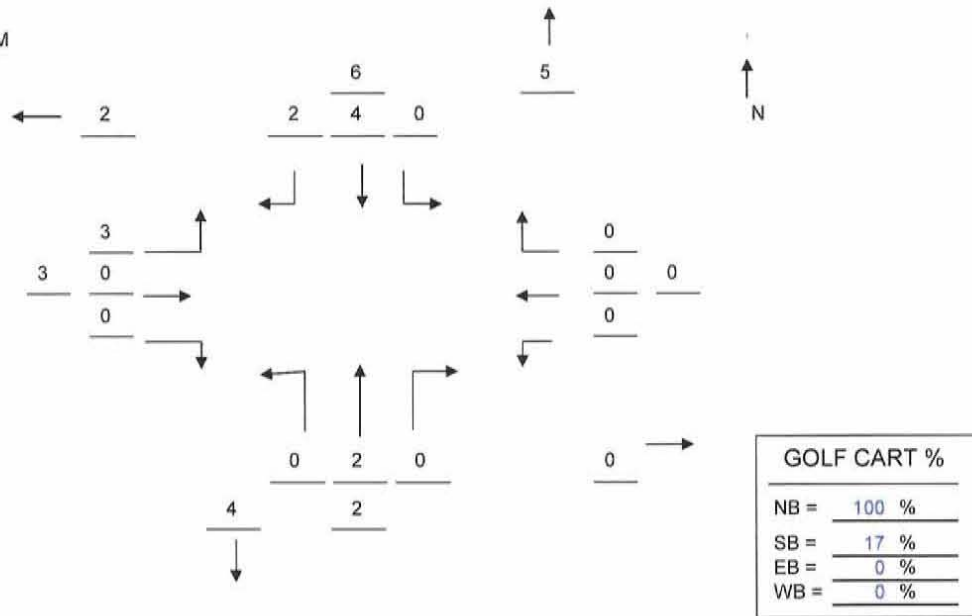 M
6
5
2
2 4 0
N
3
0
3 0
0 0
0
0
0 2 0
0
4
2
GOLF CART %
NB = 100 %
SB = 17 %
EB = 0 %
WB = 0 %